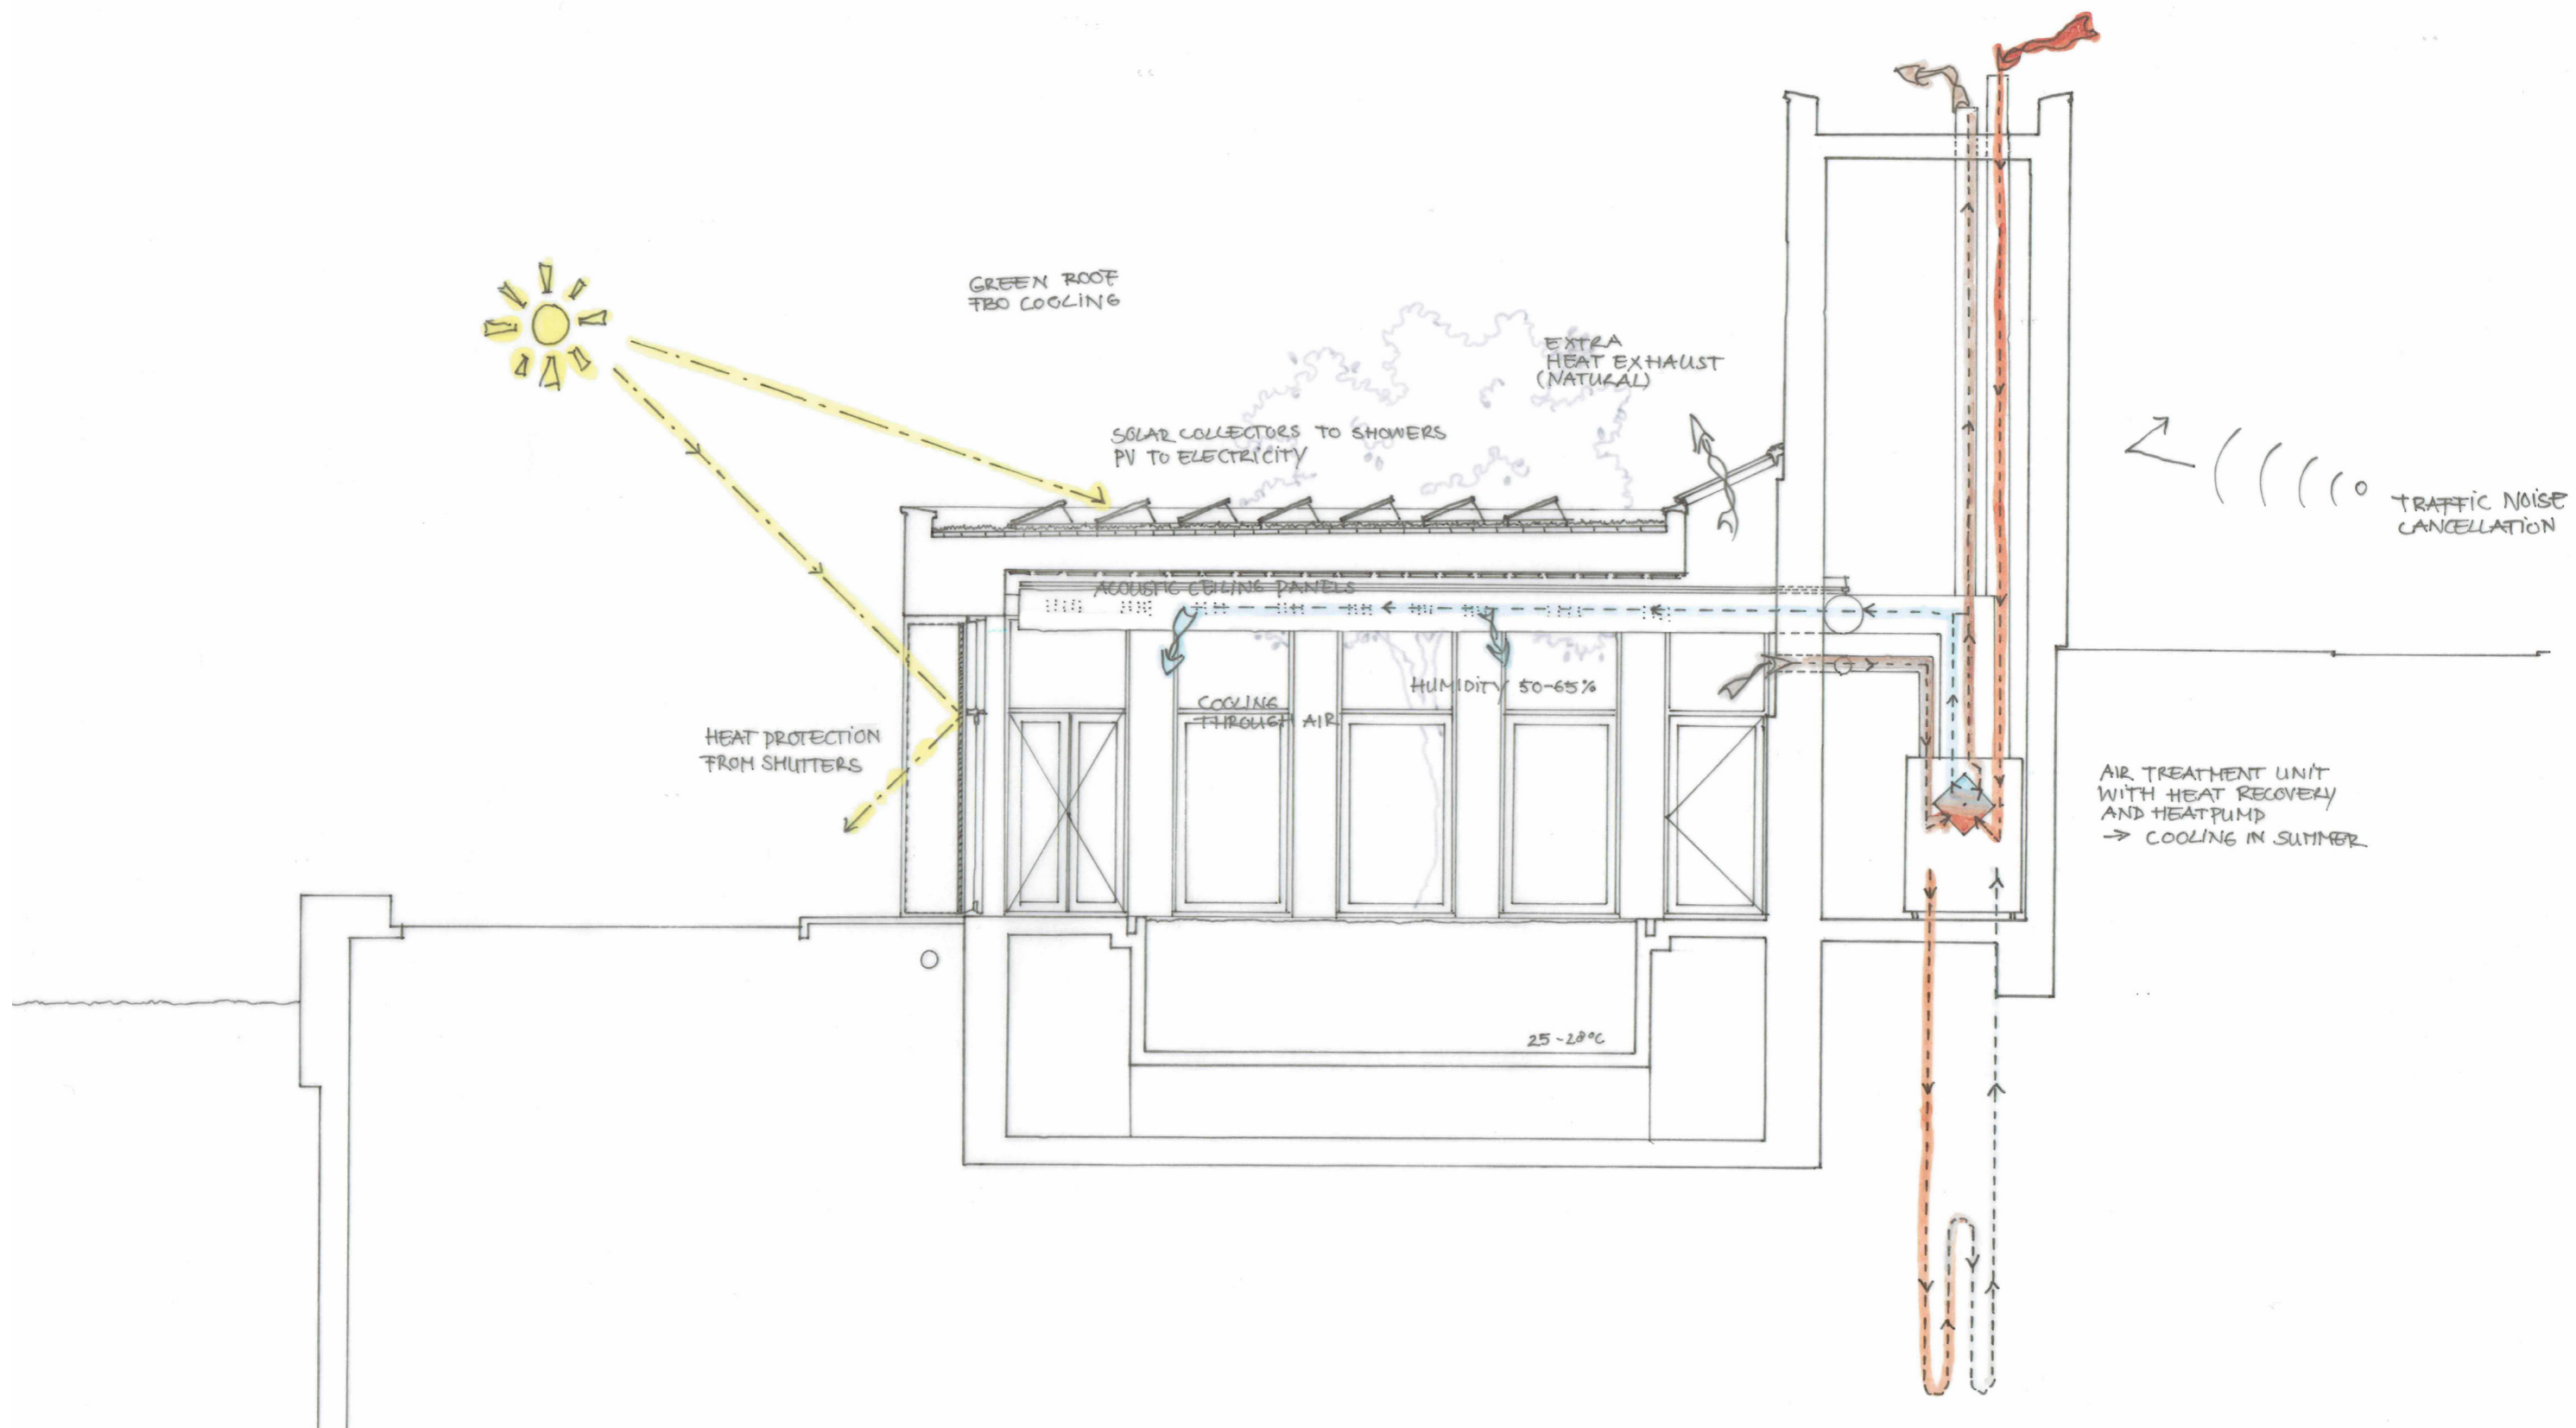 GREEN ROOF
FBO COOLING
EXTRA
HEAT EXHAUST
(NATURAL)
SOLAR COLLECTORS TO SHOWERS
PV TO ELECTRICITY
TRAFFIC NOISE
CANCELLATION
ACOUSTIC CEILING PANELS
HUMIDITY 50-65%
COOLING
THROUGH AIR
HEAT PROTECTION
FROM SHUTTERS
AIR TREATMENT UNIT
WITH HEAT RECOVERY
AND HEATPUMP
→ COOLING IN SUMMER
25-28°C